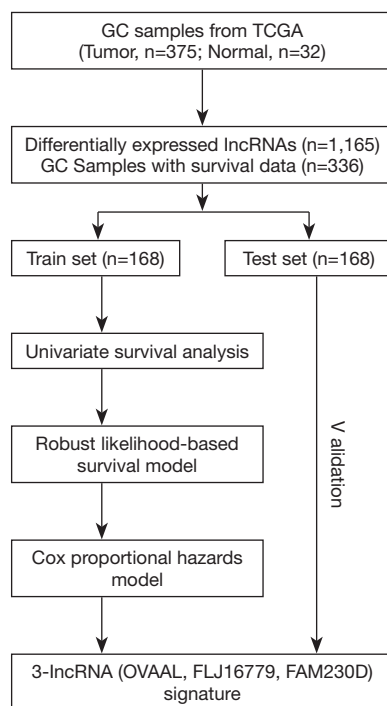 GC samples from TCGA
(Tumor, n=375; Normal, n=32)
Differentially expressed lncRNAs (n=1,165)
GC Samples with survival data (n=336)
Train set (n=168)
Test set (n=168)
Univariate survival analysis
Robust likelihood-based
survival model
V alidation
Cox proportional hazards
model
3-lncRNA (OVAAL, FLJ16779, FAM230D)
signature